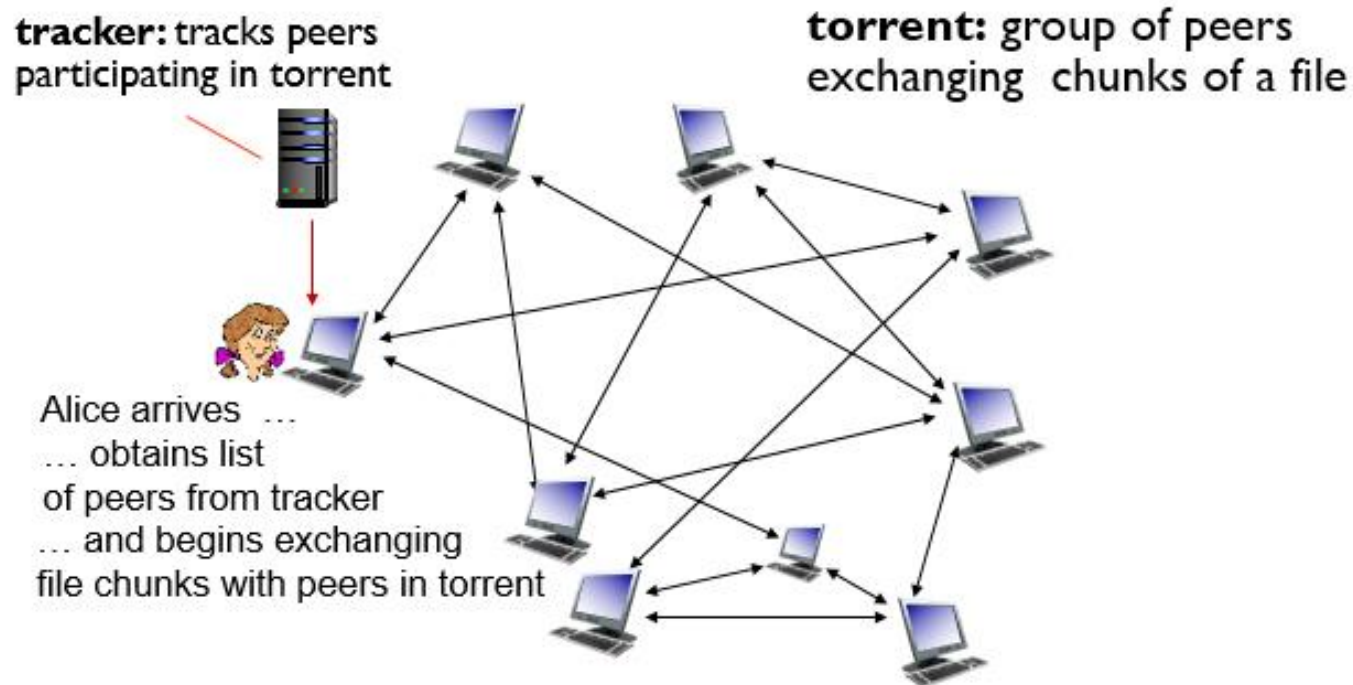 tracker: tracks peers
participating in torrent
torrent: group of peers
exchanging chunks of a file
Alice arrives …
… obtains list
of peers from tracker
… and begins exchanging
file chunks with peers in torrent